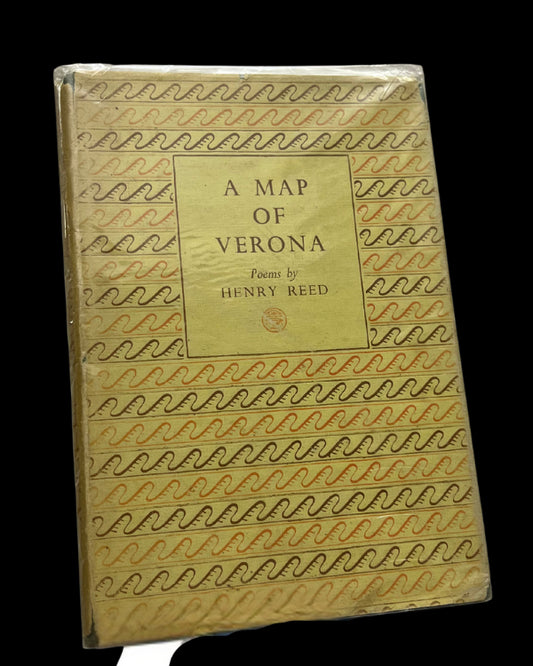 A MAP
OF
VERONA
Poems by
HENRY REED